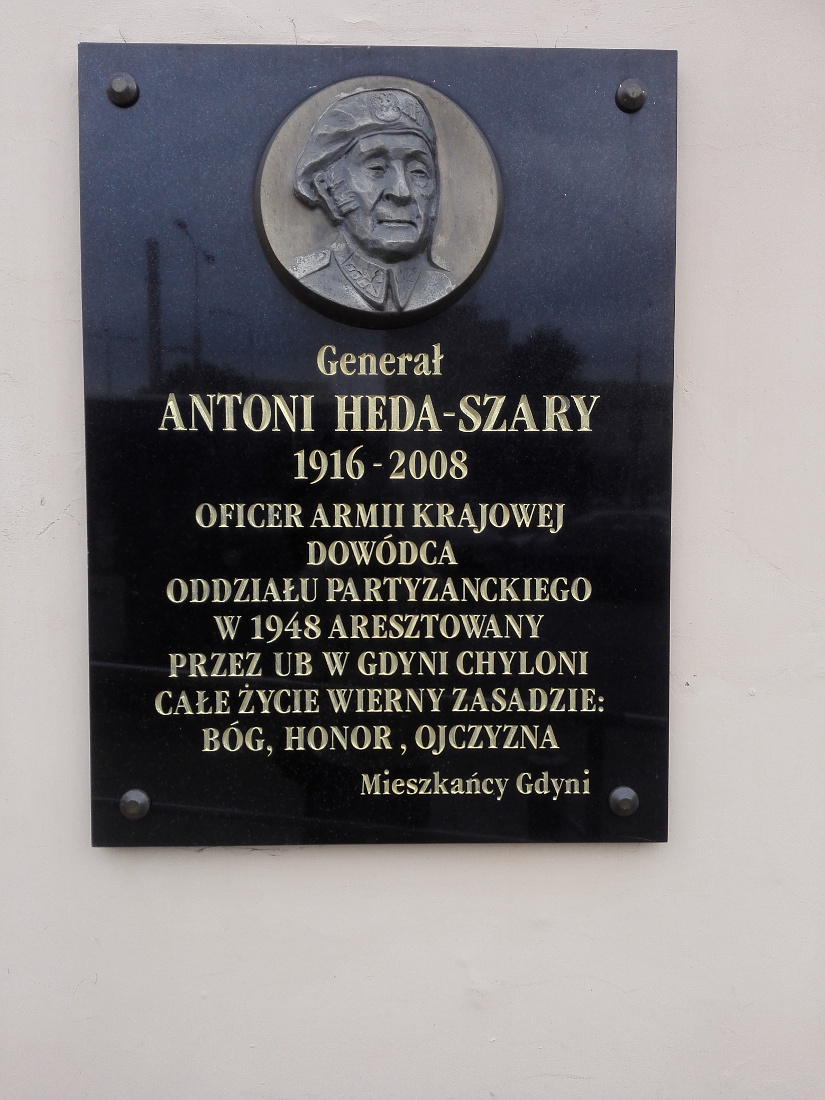 Generał
ANTONI HEDA-SZARY
1916 - 2008
OFICER ARMII KRAJOWEJ
DOWÓDCA
ODDZIAŁU PARTYZANCKIEGO
W 1948 ARESZTOWANY
PRZEZ UB W GDYNI CHYLONI
CAŁE ŻYCIE WIERNY ZASADZIE:
BÓG, HONOR , OJCZYZNA
Mieszkańcy Gdyni